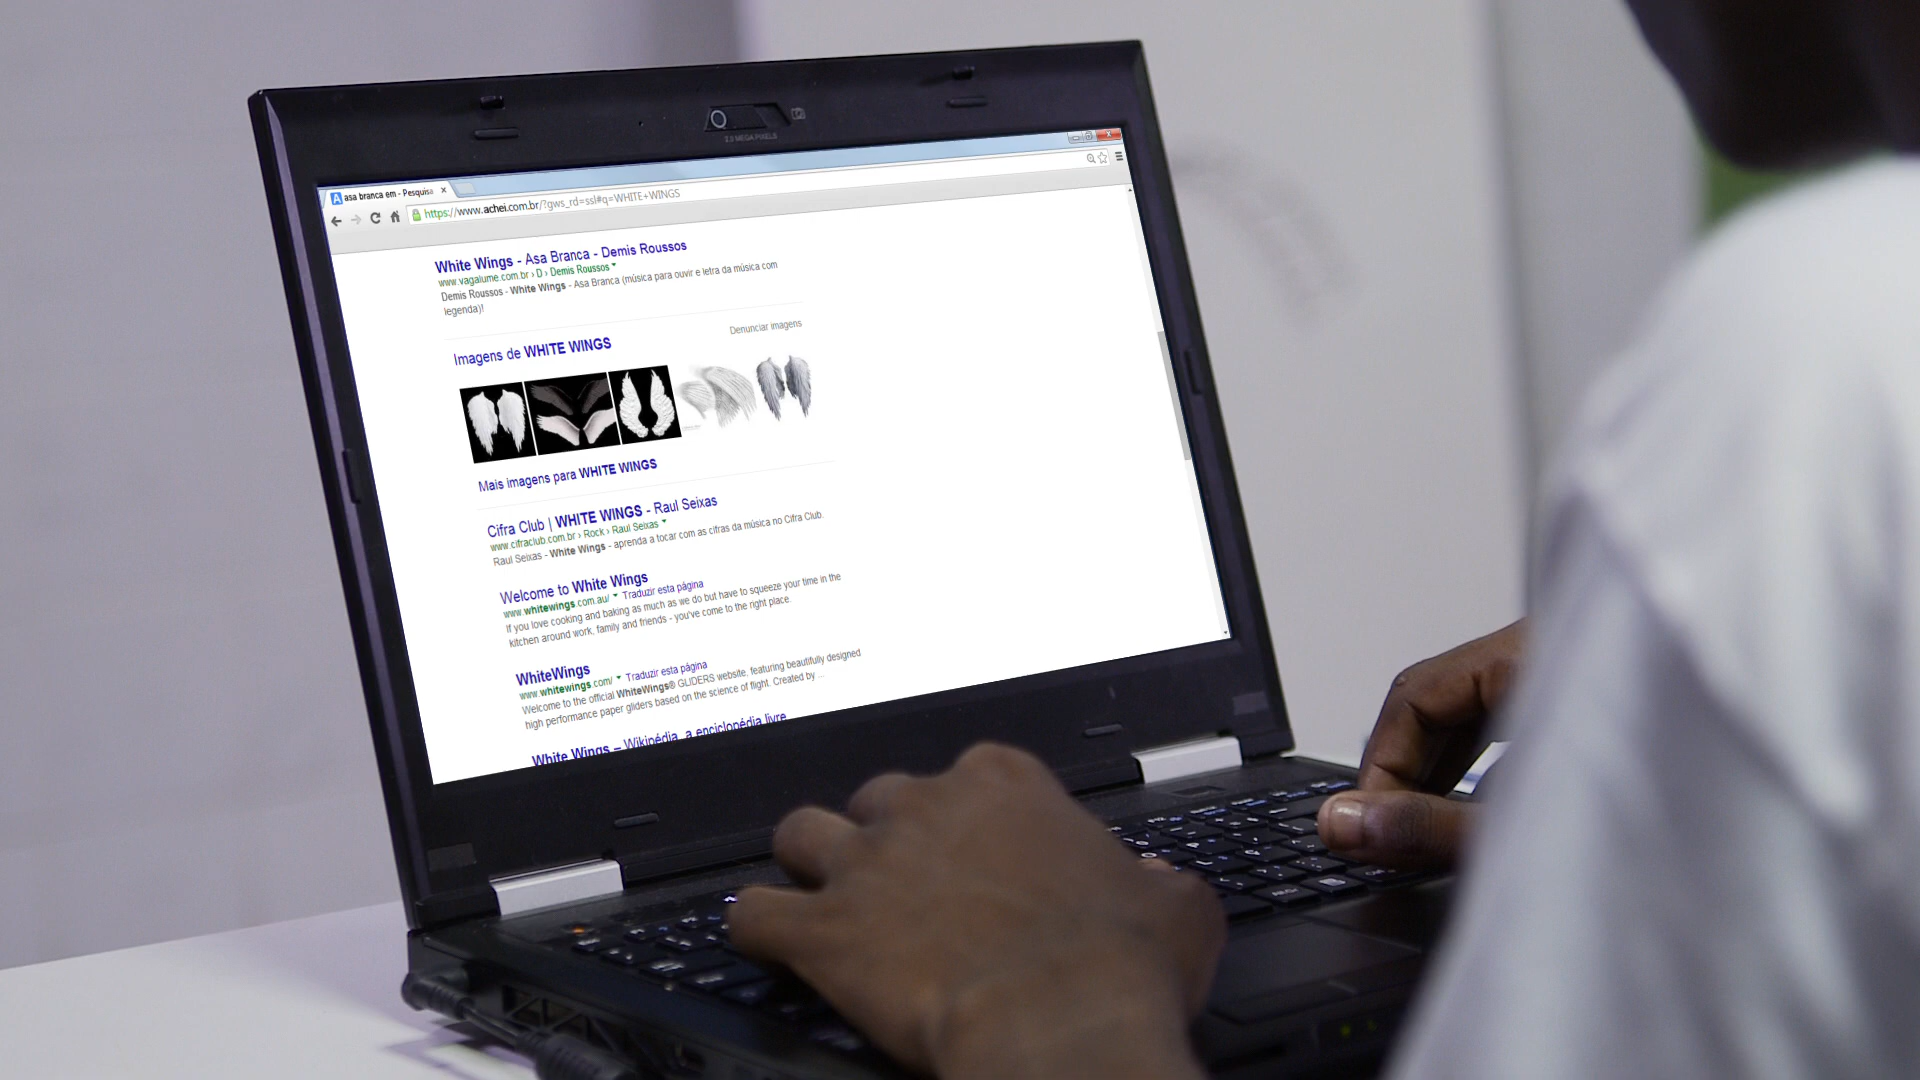 2.0 MEGA PIXELS
asa branca em - Pesquisa
https://www.achei.com.br/?gws_rd=ssl#q=WHITE+WINGS
White Wings - Asa Branca - Demis Roussos
www.vagalume.com.br › D › Demis Roussos
Demis Roussos - White Wings - Asa Branca (música para ouvir e letra da música com
legenda)!
Imagens de WHITE WINGS
Denunciar imagens
Mais imagens para WHITE WINGS
Cifra Club | WHITE WINGS - Raul Seixas
www.cifraclub.com.br › Rock › Raul Seixas
Raul Seixas - White Wings - aprenda a tocar com as cifras da música no Cifra Club.
Welcome to White Wings
www.whitewings.com.au/ Traduzir esta página
If you love cooking and baking as much as we do but have to squeeze your time in the
kitchen around work, family and friends - you've come to the right place.
WhiteWings
www.whitewings.com/ Traduzir esta página
Welcome to the official WhiteWings® GLIDERS website, featuring beautifully designed
high performance paper gliders based on the science of flight. Created by ...
White Wings – Wikipédia, a enciclopédia livre